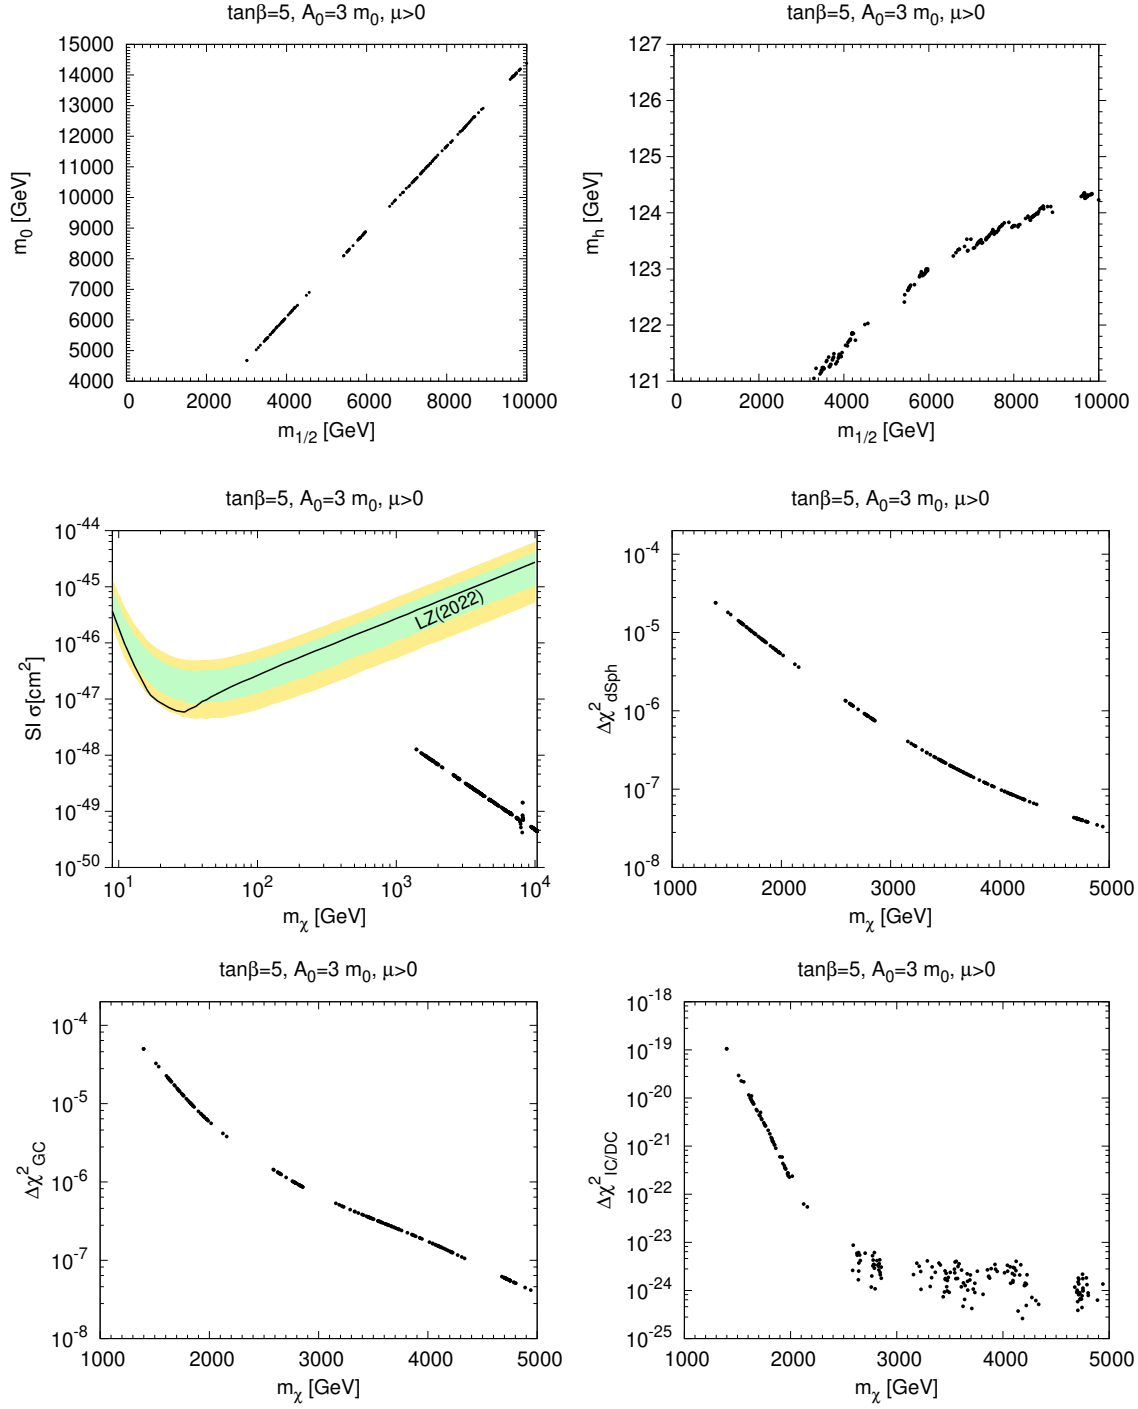 tanβ=5, A₀=3 m₀, μ>0
15000
14000
13000
12000
11000
10000
9000
8000
7000
6000
5000
4000
m₀ [GeV]
0 2000 4000 6000 8000 10000
m₁/₂ [GeV]
tanβ=5, A₀=3 m₀, μ>0
127
126
125
124
123
122
121
mₕ [GeV]
0 2000 4000 6000 8000 10000
m₁/₂ [GeV]
tanβ=5, A₀=3 m₀, μ>0
10⁻⁴⁴
10⁻⁴⁵
10⁻⁴⁶
10⁻⁴⁷
10⁻⁴⁸
10⁻⁴⁹
10⁻⁵⁰
SI σ[cm²]
LZ(2022)
10¹ 10² 10³ 10⁴
mᵪ [GeV]
tanβ=5, A₀=3 m₀, μ>0
10⁻⁴
10⁻⁵
10⁻⁶
10⁻⁷
10⁻⁸
Δχ² dSph
1000 2000 3000 4000 5000
mᵪ [GeV]
tanβ=5, A₀=3 m₀, μ>0
10⁻⁴
10⁻⁵
10⁻⁶
10⁻⁷
10⁻⁸
Δχ² GC
1000 2000 3000 4000 5000
mᵪ [GeV]
tanβ=5, A₀=3 m₀, μ>0
10⁻¹⁸
10⁻¹⁹
10⁻²⁰
10⁻²¹
10⁻²²
10⁻²³
10⁻²⁴
10⁻²⁵
Δχ² IC/DC
1000 2000 3000 4000 5000
mᵪ [GeV]